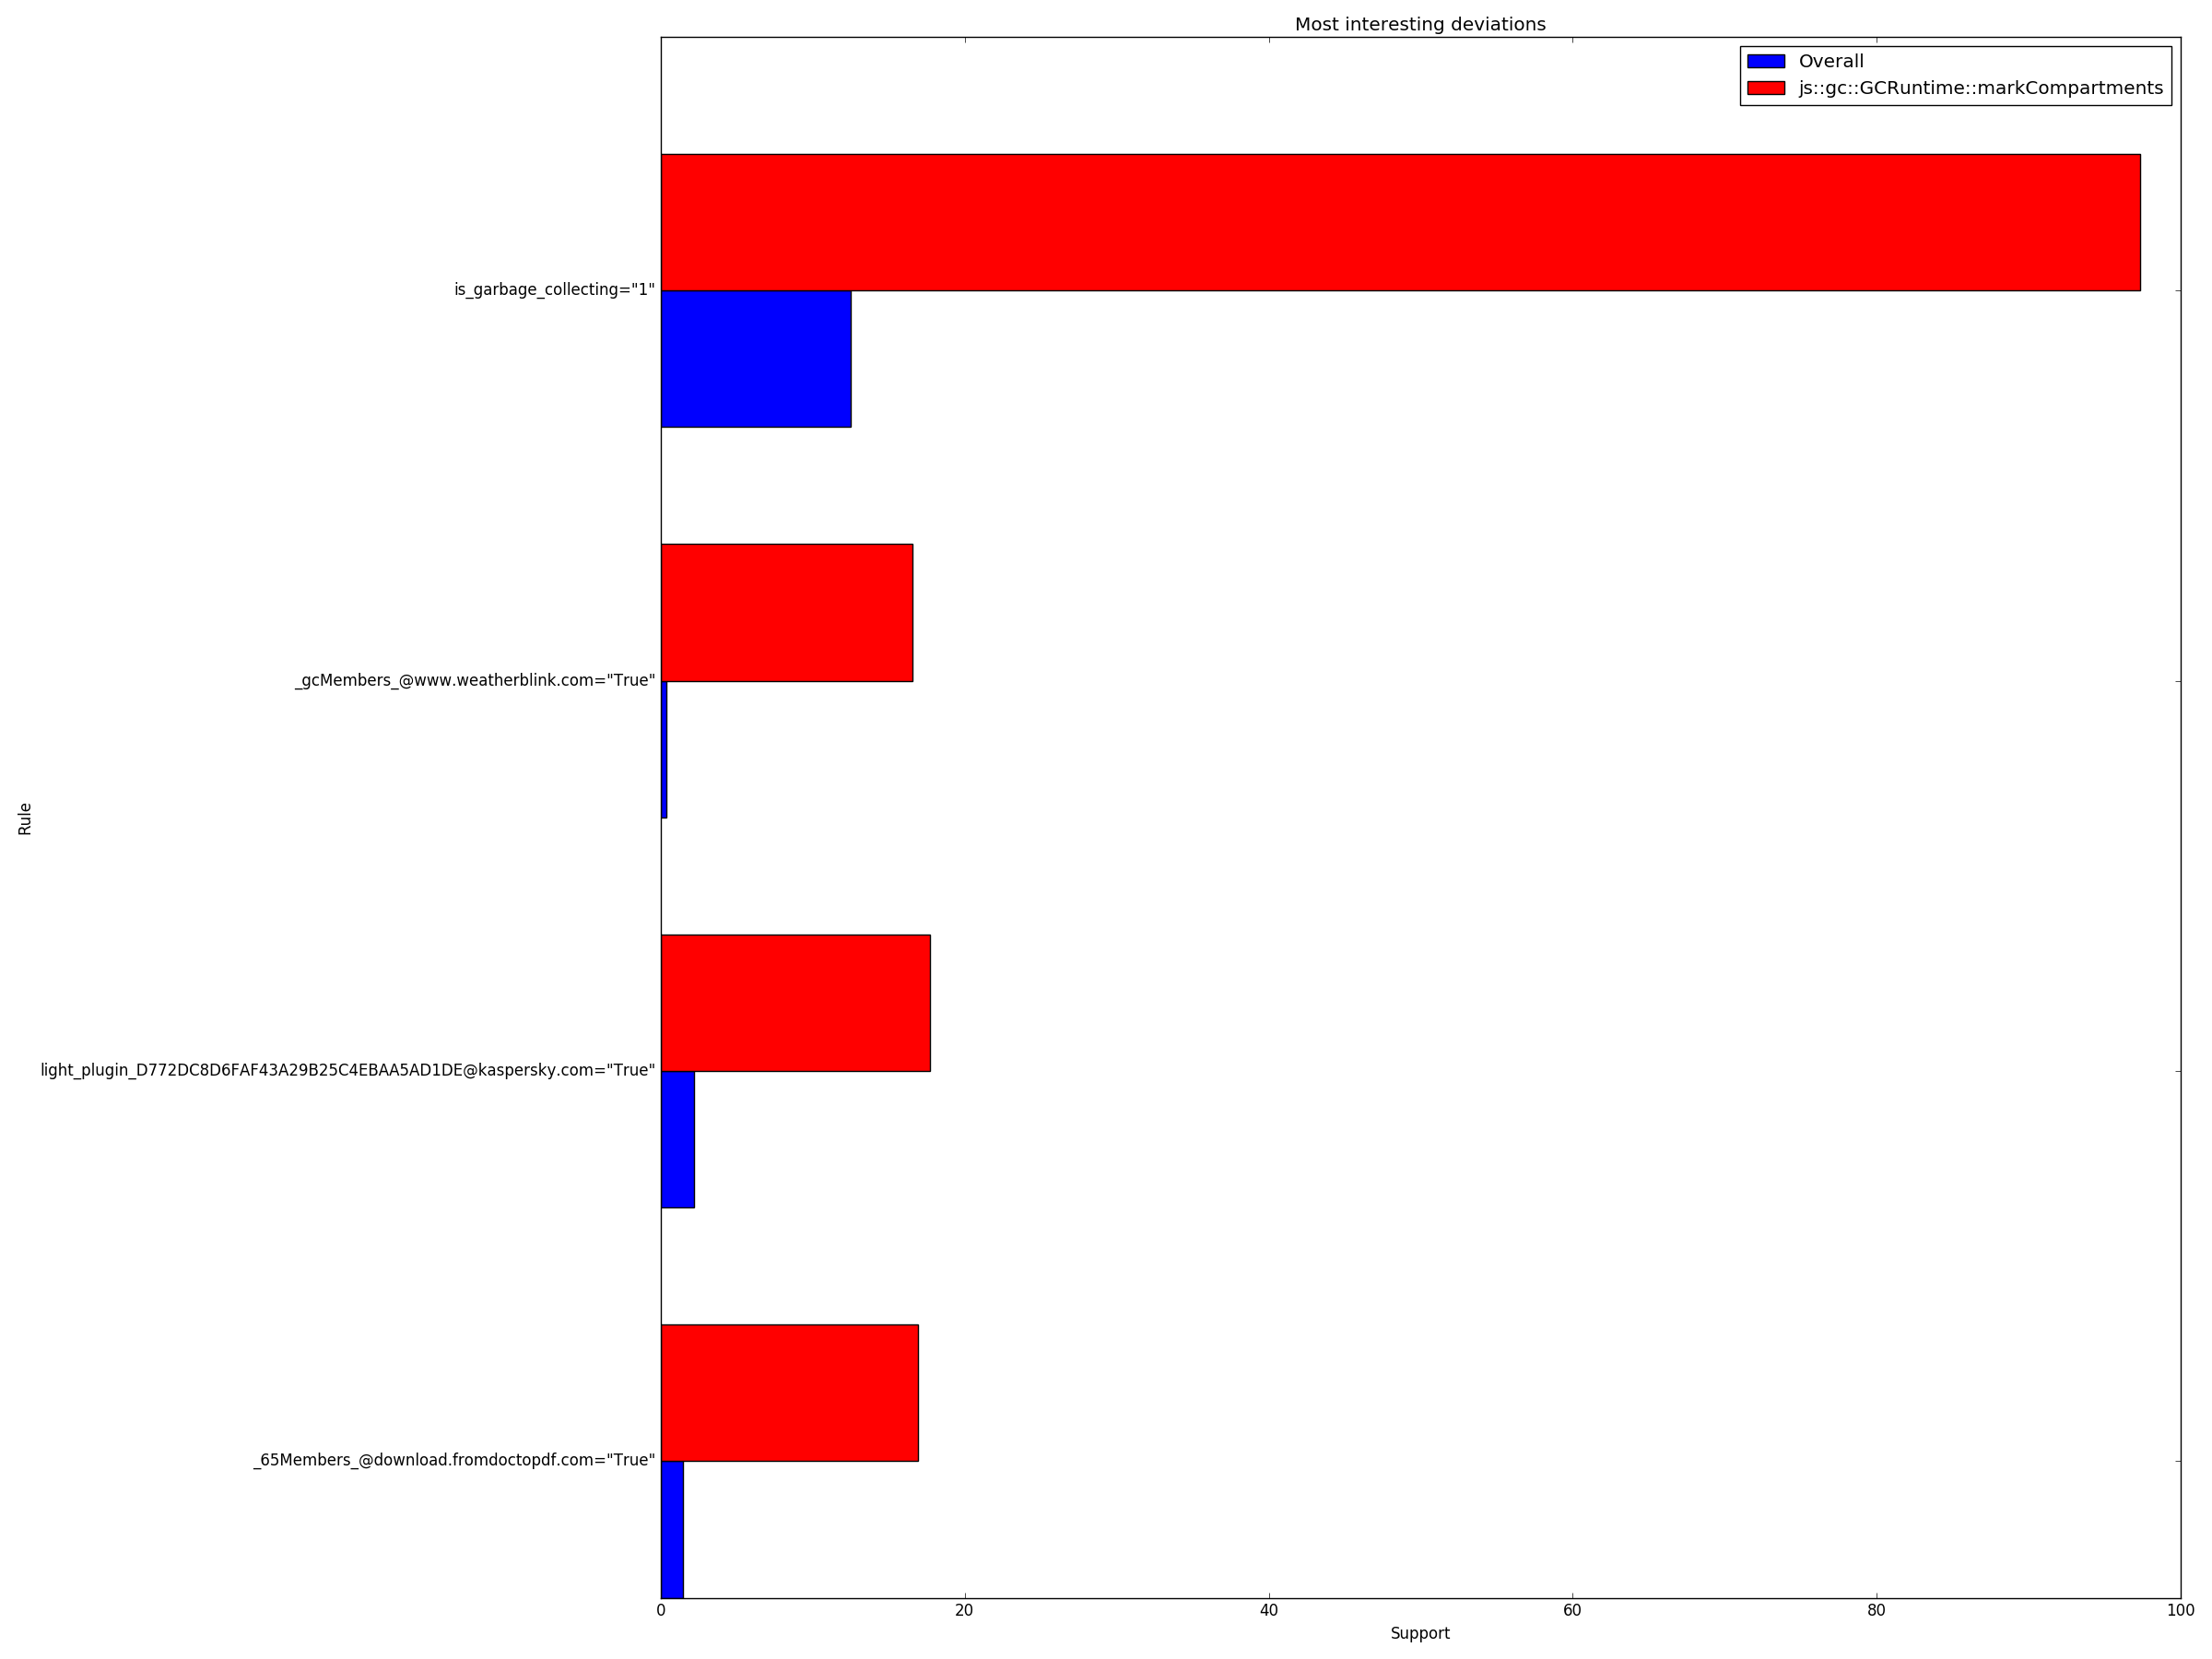 Most interesting deviations
Overall
js::gc::GCRuntime::markCompartments
is_garbage_collecting="1"
_gcMembers_@www.weatherblink.com="True"
Rule
light_plugin_D772DC8D6FAF43A29B25C4EBAA5AD1DE@kaspersky.com="True"
_65Members_@download.fromdoctopdf.com="True"
0 20 40 60 80 100
Support